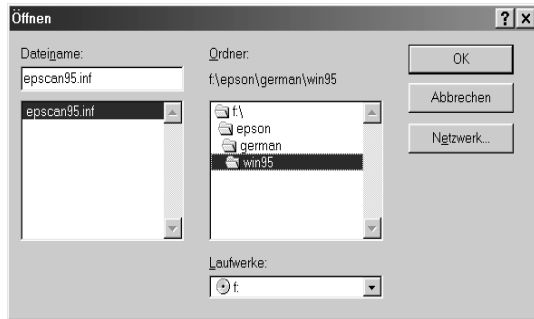 Öffnen
Dateiname:
epscan95.inf
epscan95.inf
Ordner:
f:\epson\german\win95
f:\
epson
german
win95
Laufwerke:
f:
OK
Abbrechen
Netzwerk...